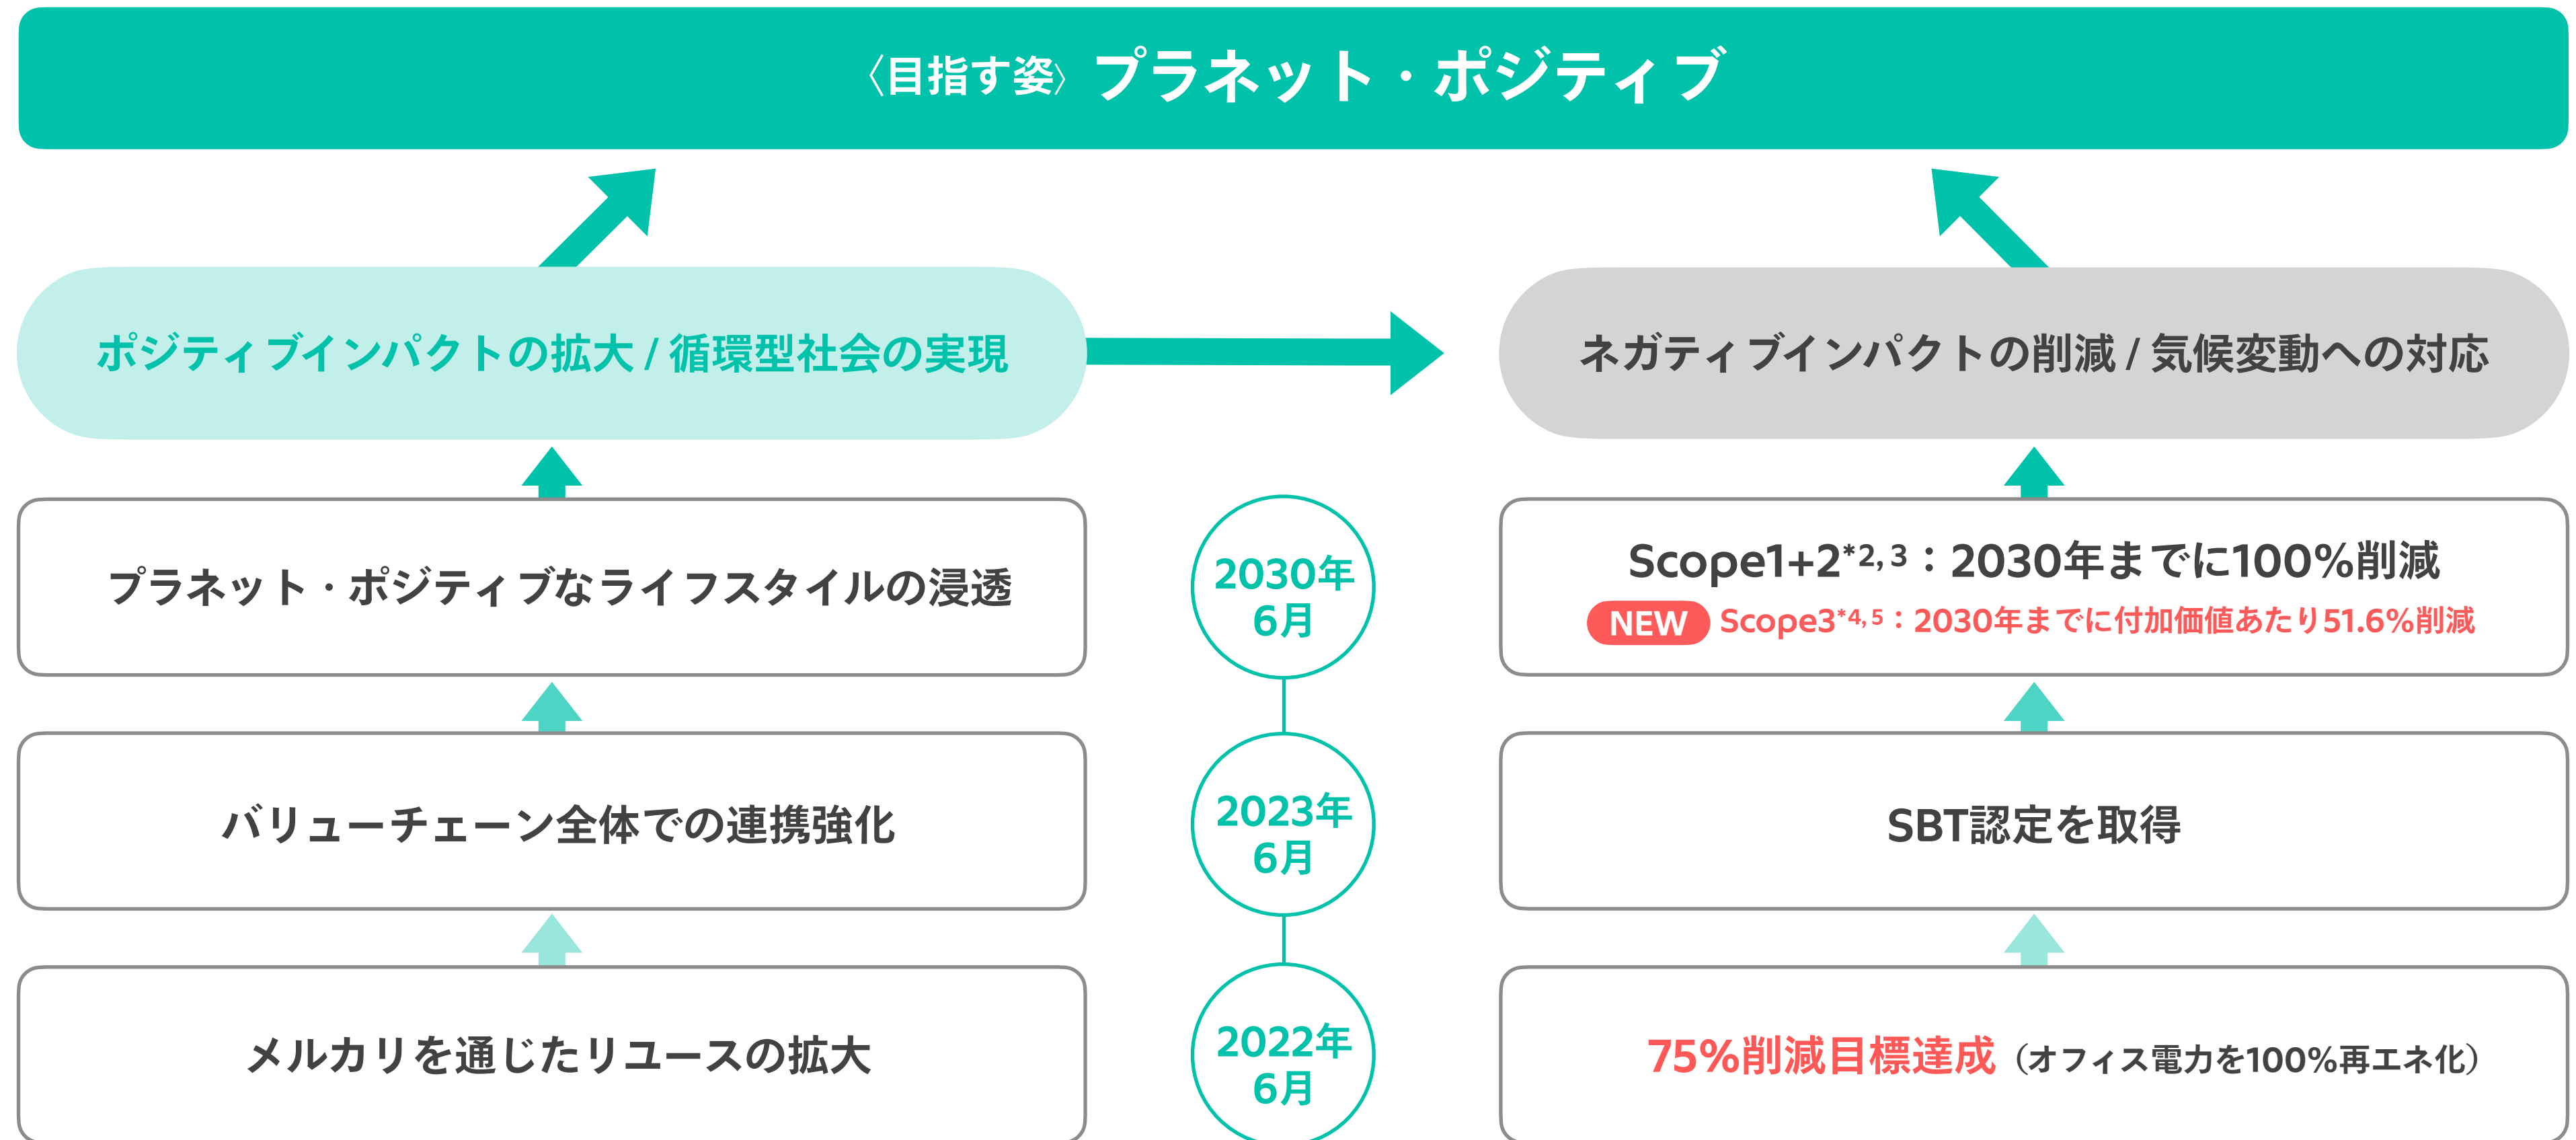 〈目指す姿〉プラネット・ポジティブ
ポジティブインパクトの拡大 / 循環型社会の実現
ネガティブインパクトの削減 / 気候変動への対応
プラネット・ポジティブなライフスタイルの浸透
2030年
6月
Scope1+2*2, 3：2030年までに100%削減
NEW Scope3*4, 5：2030年までに付加価値あたり51.6%削減
バリューチェーン全体での連携強化
2023年
6月
SBT認定を取得
メルカリを通じたリユースの拡大
2022年
6月
75%削減目標達成（オフィス電力を100%再エネ化）